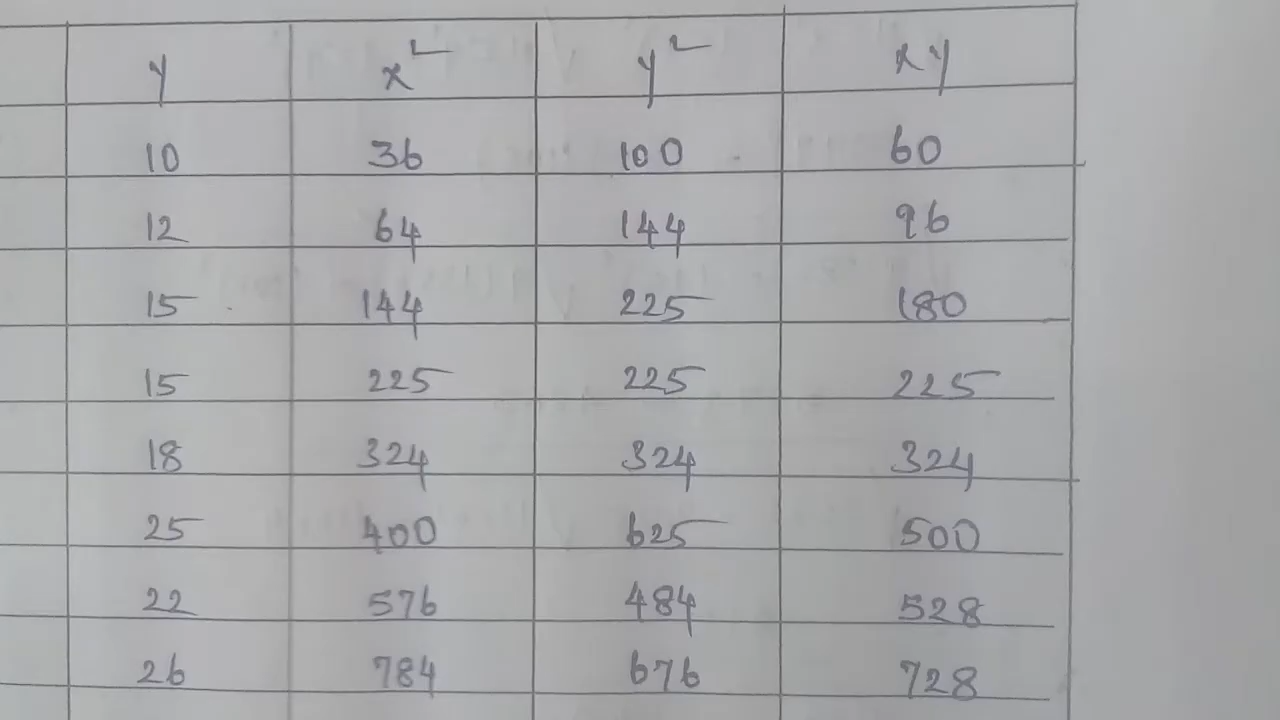 y x² y² xy
10 36 100 60
12 64 144 96
15 144 225 180
15 225 225 225
18 324 324 324
25 400 625 500
22 576 484 528
26 784 676 728